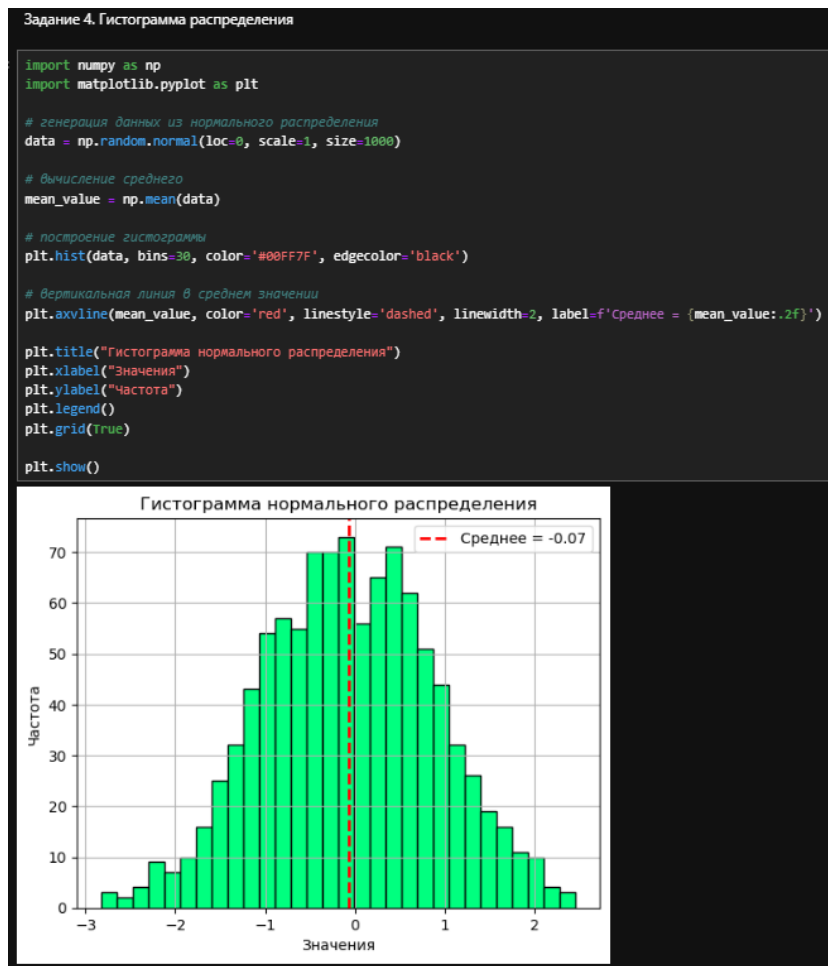 Задание 4. Гистограмма распределения
import numpy as np
import matplotlib.pyplot as plt
# генерация данных из нормального распределения
data = np.random.normal(loc=0, scale=1, size=1000)
# вычисление среднего
mean_value = np.mean(data)
# построение гистограммы
plt.hist(data, bins=30, color='#00FF7F', edgecolor='black')
# вертикальная линия в среднем значении
plt.axvline(mean_value, color='red', linestyle='dashed', linewidth=2, label=f'Среднее = {mean_value:.2f}')
plt.title("Гистограмма нормального распределения")
plt.xlabel("Значения")
plt.ylabel("Частота")
plt.legend()
plt.grid(True)
plt.show()
Гистограмма нормального распределения
Среднее = -0.07
70
60
50
40
30
20
10
0
Частота
−3 −2 −1 0 1 2
Значения